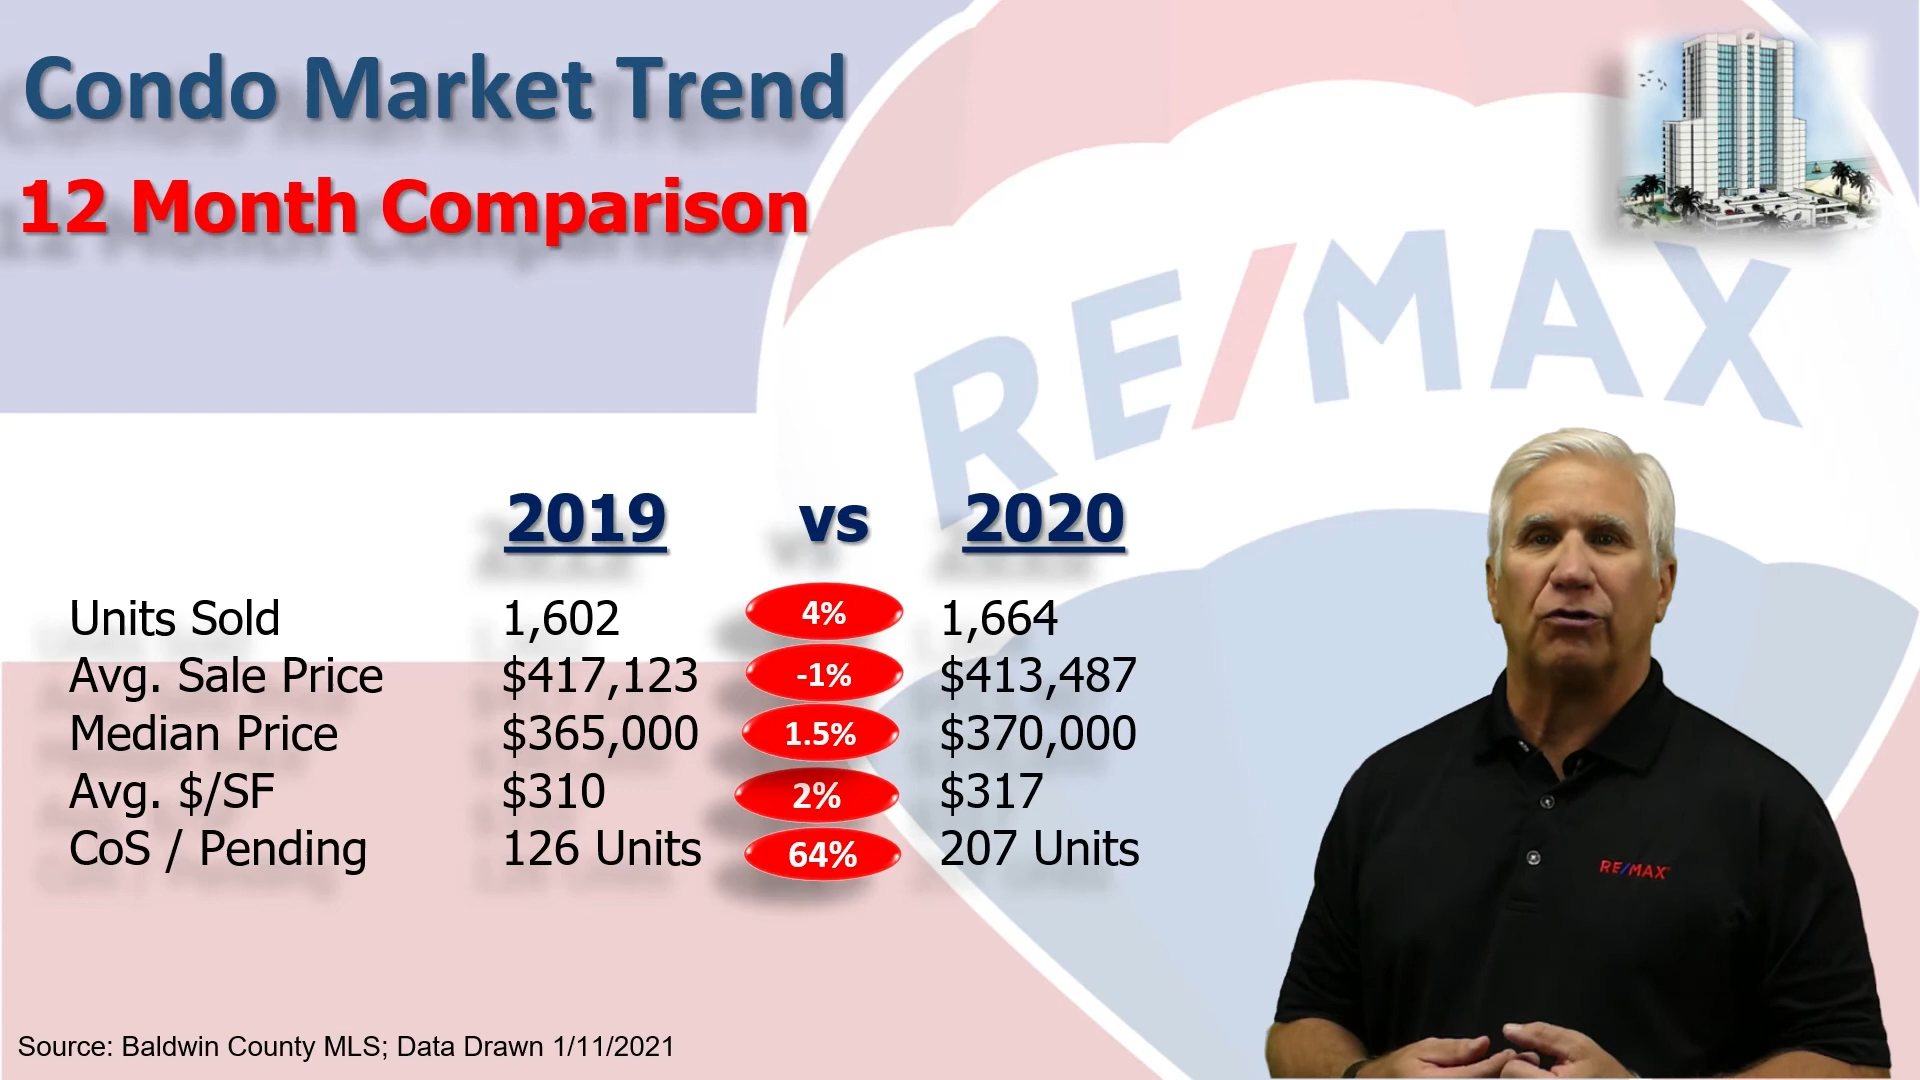 Condo Market Trend
12 Month Comparison
RE/MAX
2019 vs 2020
Units Sold 1,602 4% 1,664
Avg. Sale Price $417,123 -1% $413,487
Median Price $365,000 1.5% $370,000
Avg. $/SF $310 2% $317
CoS / Pending 126 Units 64% 207 Units
RE/MAX
Source: Baldwin County MLS; Data Drawn 1/11/2021